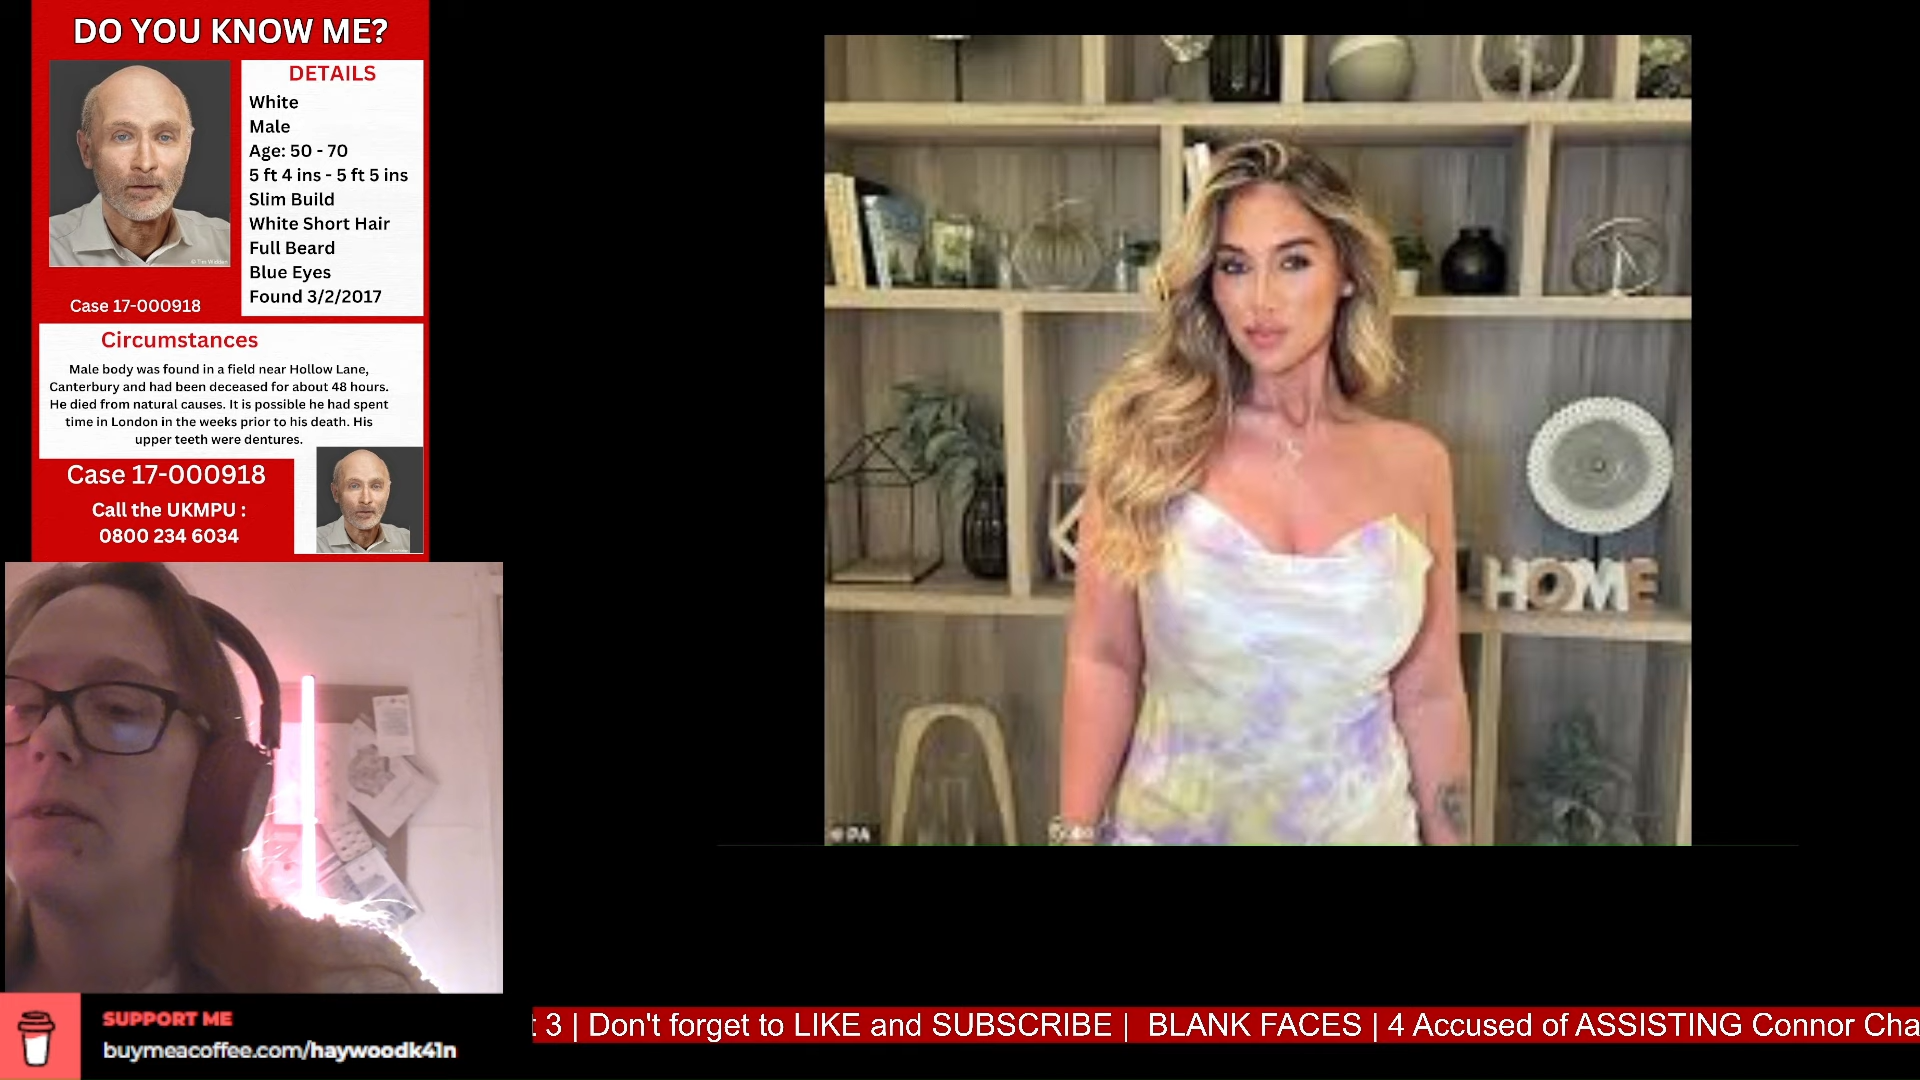 DO YOU KNOW ME?
DETAILS
White
Male
Age: 50 - 70
5 ft 4 ins - 5 ft 5 ins
Slim Build
White Short Hair
Full Beard
Blue Eyes
Found 3/2/2017
Case 17-000918
Circumstances
Male body was found in a field near Hollow Lane,
Canterbury and had been deceased for about 48 hours.
He died from natural causes. It is possible he had spent
time in London in the weeks prior to his death. His
upper teeth were dentures.
Case 17-000918
Call the UKMPU :
0800 234 6034
HOME
© PA
SUPPORT ME
buymeacoffee.com/haywoodk41n
: 3 | Don't forget to LIKE and SUBSCRIBE | BLANK FACES | 4 Accused of ASSISTING Connor Cha